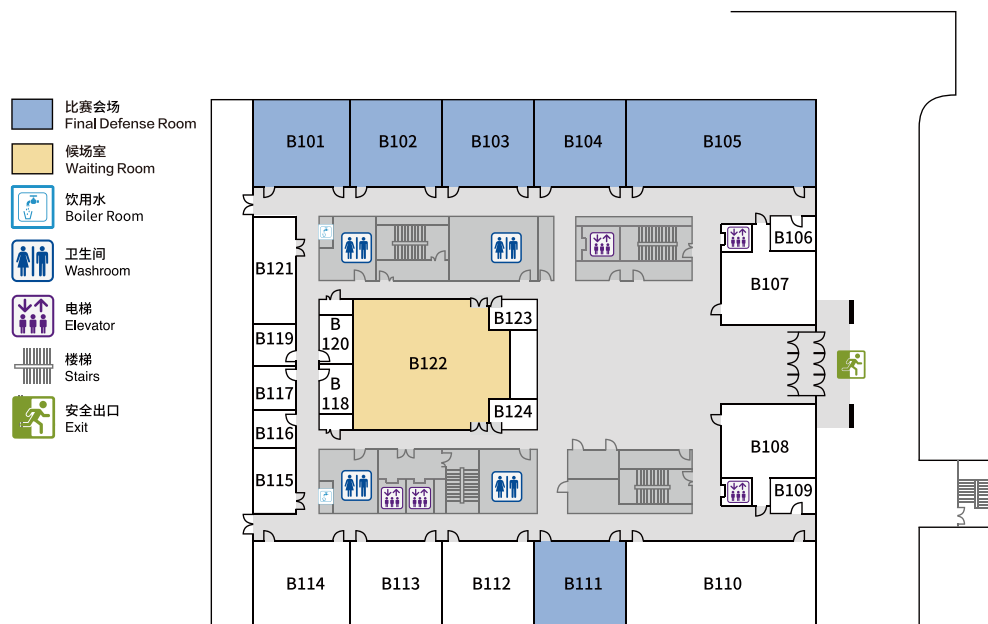 比赛会场
Final Defense Room
候场室
Waiting Room
饮用水
Boiler Room
卫生间
Washroom
电梯
Elevator
楼梯
Stairs
安全出口
Exit
B101
B102
B103
B104
B105
B106
B121
B107
B123
B119
B
120
B122
B117
B
118
B124
B116
B108
B115
B109
B114
B113
B112
B111
B110